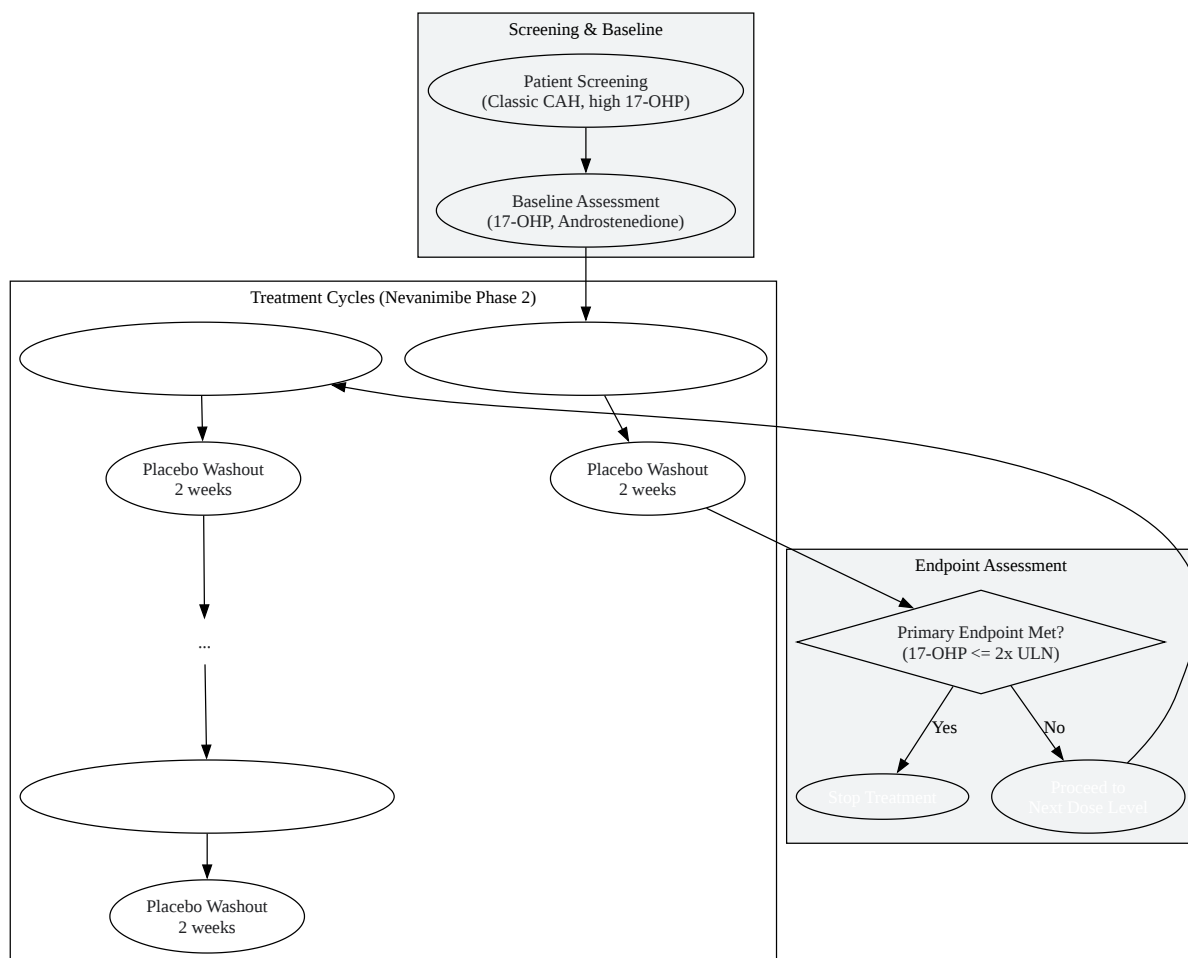 Screening & Baseline
Patient Screening
(Classic CAH, high 17-OHP)
Baseline Assessment
(17-OHP, Androstenedione)
Treatment Cycles (Nevanimibe Phase 2)
Placebo Washout
2 weeks
Placebo Washout
2 weeks
...
Placebo Washout
2 weeks
Endpoint Assessment
Primary Endpoint Met?
(17-OHP <= 2x ULN)
Yes
No
Stop Treatment
Proceed to
Next Dose Level